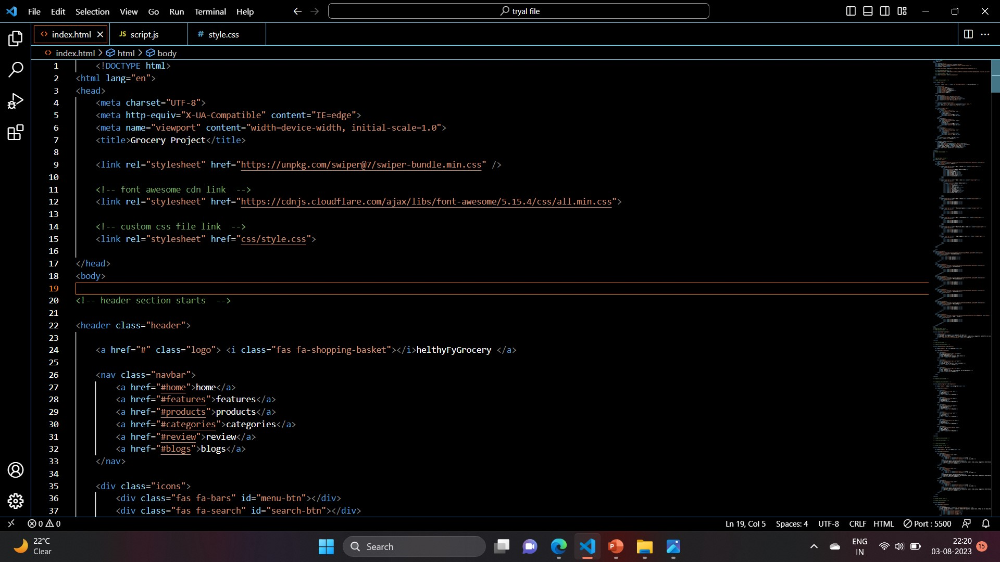 File Edit Selection View Go Run Terminal Help
tryal file
index.html
JS script.js
# style.css
index.html > html > body
1 <!DOCTYPE html>
2 <html lang="en">
3 <head>
4 <meta charset="UTF-8">
5 <meta http-equiv="X-UA-Compatible" content="IE=edge">
6 <meta name="viewport" content="width=device-width, initial-scale=1.0">
7 <title>Grocery Project</title>
8
9 <link rel="stylesheet" href="https://unpkg.com/swiper@7/swiper-bundle.min.css" />
10
11 <!-- font awesome cdn link  -->
12 <link rel="stylesheet" href="https://cdnjs.cloudflare.com/ajax/libs/font-awesome/5.15.4/css/all.min.css">
13
14 <!-- custom css file link  -->
15 <link rel="stylesheet" href="css/style.css">
16
17 </head>
18 <body>
19
20 <!-- header section starts  -->
21
22 <header class="header">
23
24 <a href="#" class="logo"> <i class="fas fa-shopping-basket"></i>helthyFyGrocery </a>
25
26 <nav class="navbar">
27 <a href="#home">home</a>
28 <a href="#features">features</a>
29 <a href="#products">products</a>
30 <a href="#categories">categories</a>
31 <a href="#review">review</a>
32 <a href="#blogs">blogs</a>
33 </nav>
34
35 <div class="icons">
36 <div class="fas fa-bars" id="menu-btn"></div>
37 <div class="fas fa-search" id="search-btn"></div>
0 0
Ln 19, Col 5 Spaces: 4 UTF-8 CRLF HTML Port : 5500
22°C
Clear
Search
P
ENG
IN
22:20
03-08-2023
15